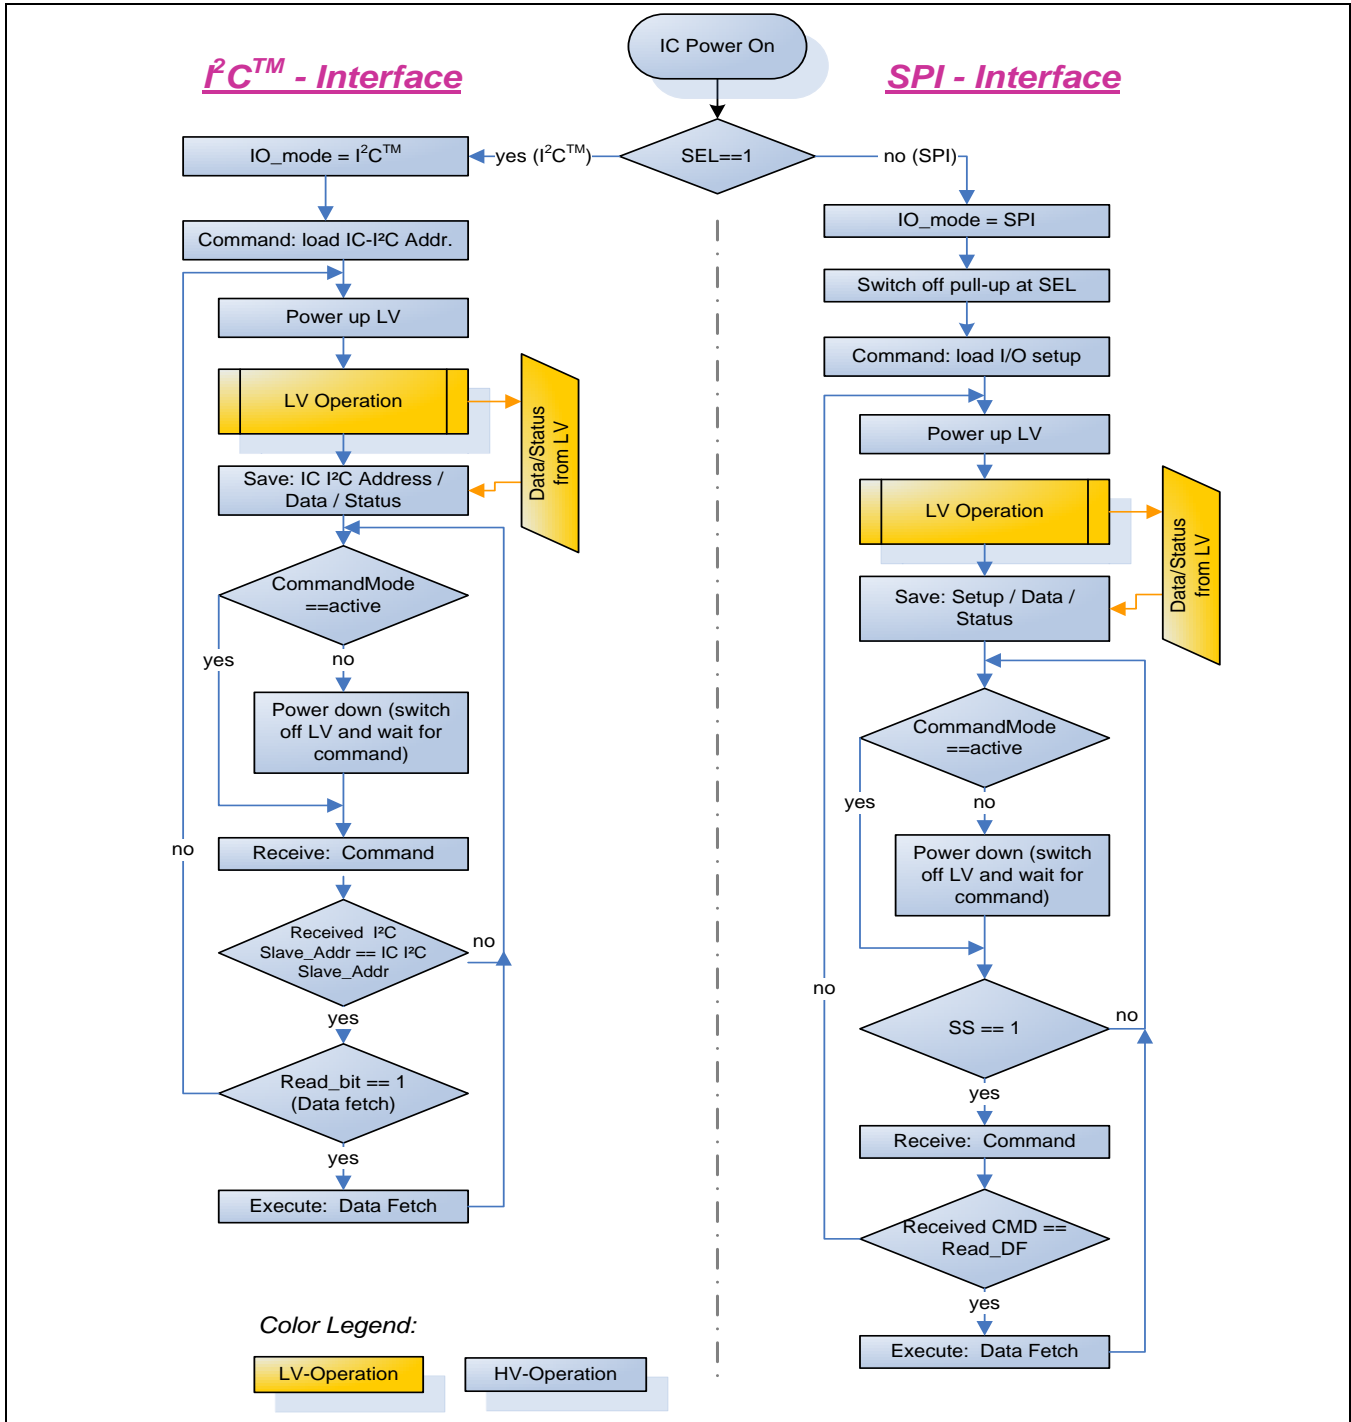 IC Power On
I²C™ - Interface
SPI - Interface
SEL==1
yes (I²C™)
no (SPI)
IO_mode = I²C™
Command: load IC-I²C Addr.
Power up LV
LV Operation
Data/Status
from LV
Save: IC I²C Address /
Data / Status
CommandMode
==active
yes
no
Power down (switch
off LV and wait for
command)
no
Receive: Command
Received I²C
Slave_Addr == IC I²C
Slave_Addr
no
yes
Read_bit == 1
(Data fetch)
yes
Execute: Data Fetch
IO_mode = SPI
Switch off pull-up at SEL
Command: load I/O setup
Power up LV
LV Operation
Data/Status
from LV
Save: Setup / Data /
Status
CommandMode
==active
yes
no
Power down (switch
off LV and wait for
command)
no
SS == 1
no
yes
Receive: Command
Received CMD ==
Read_DF
yes
Execute: Data Fetch
Color Legend:
LV-Operation
HV-Operation